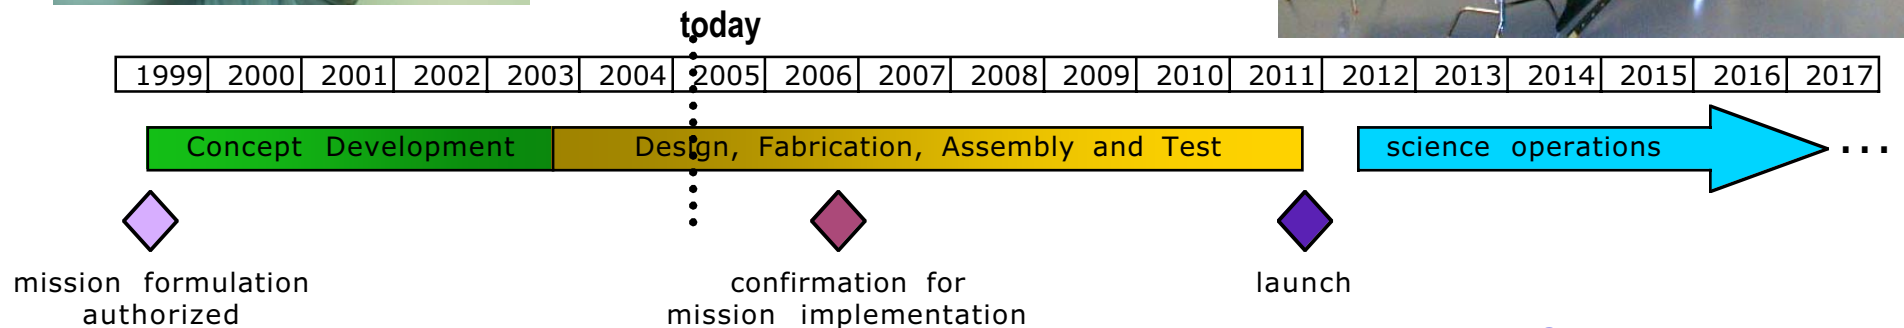 today
1999 2000 2001 2002 2003 2004 2005 2006 2007 2008 2009 2010 2011 2012 2013 2014 2015 2016 2017
Concept Development Design, Fabrication, Assembly and Test science operations ...
mission formulation confirmation for launch
authorized mission implementation